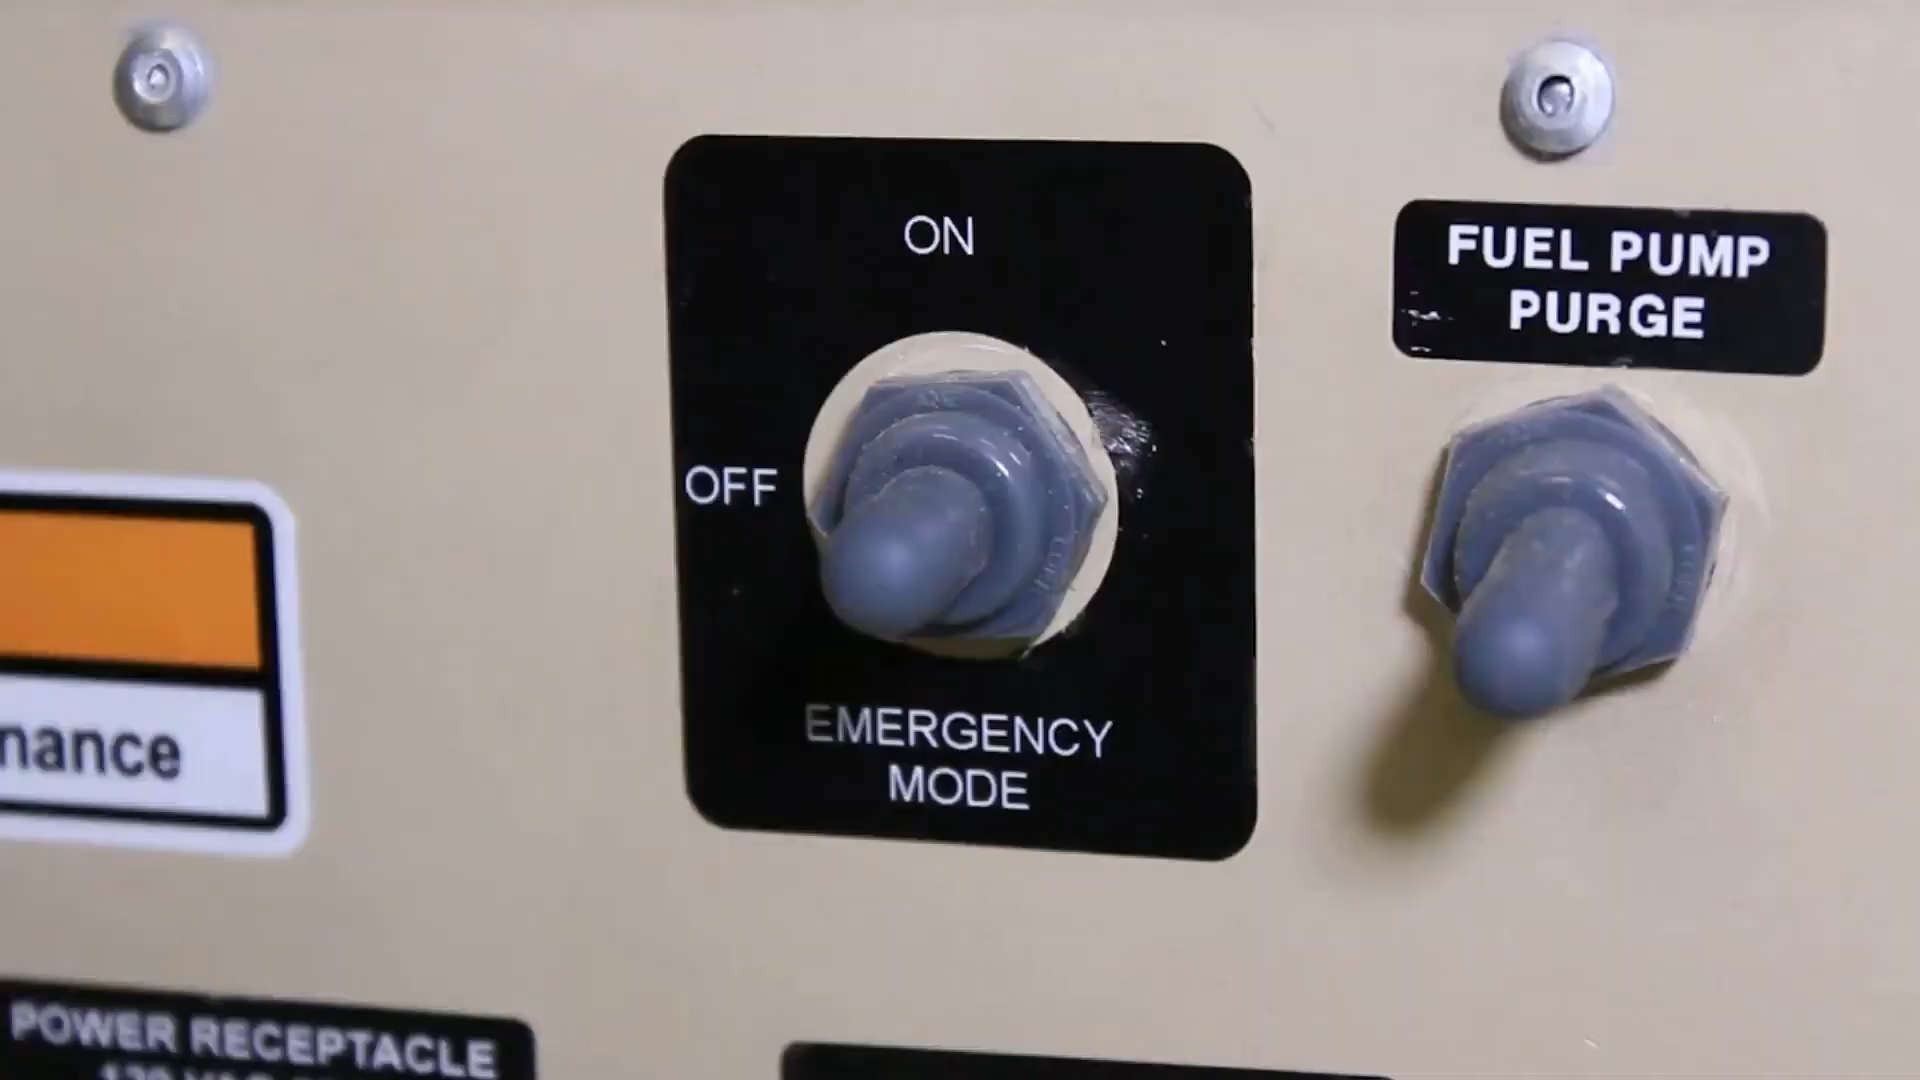 ON
FUEL PUMP
PURGE
OFF
EMERGENCY
MODE
nance
POWER RECEPTACLE